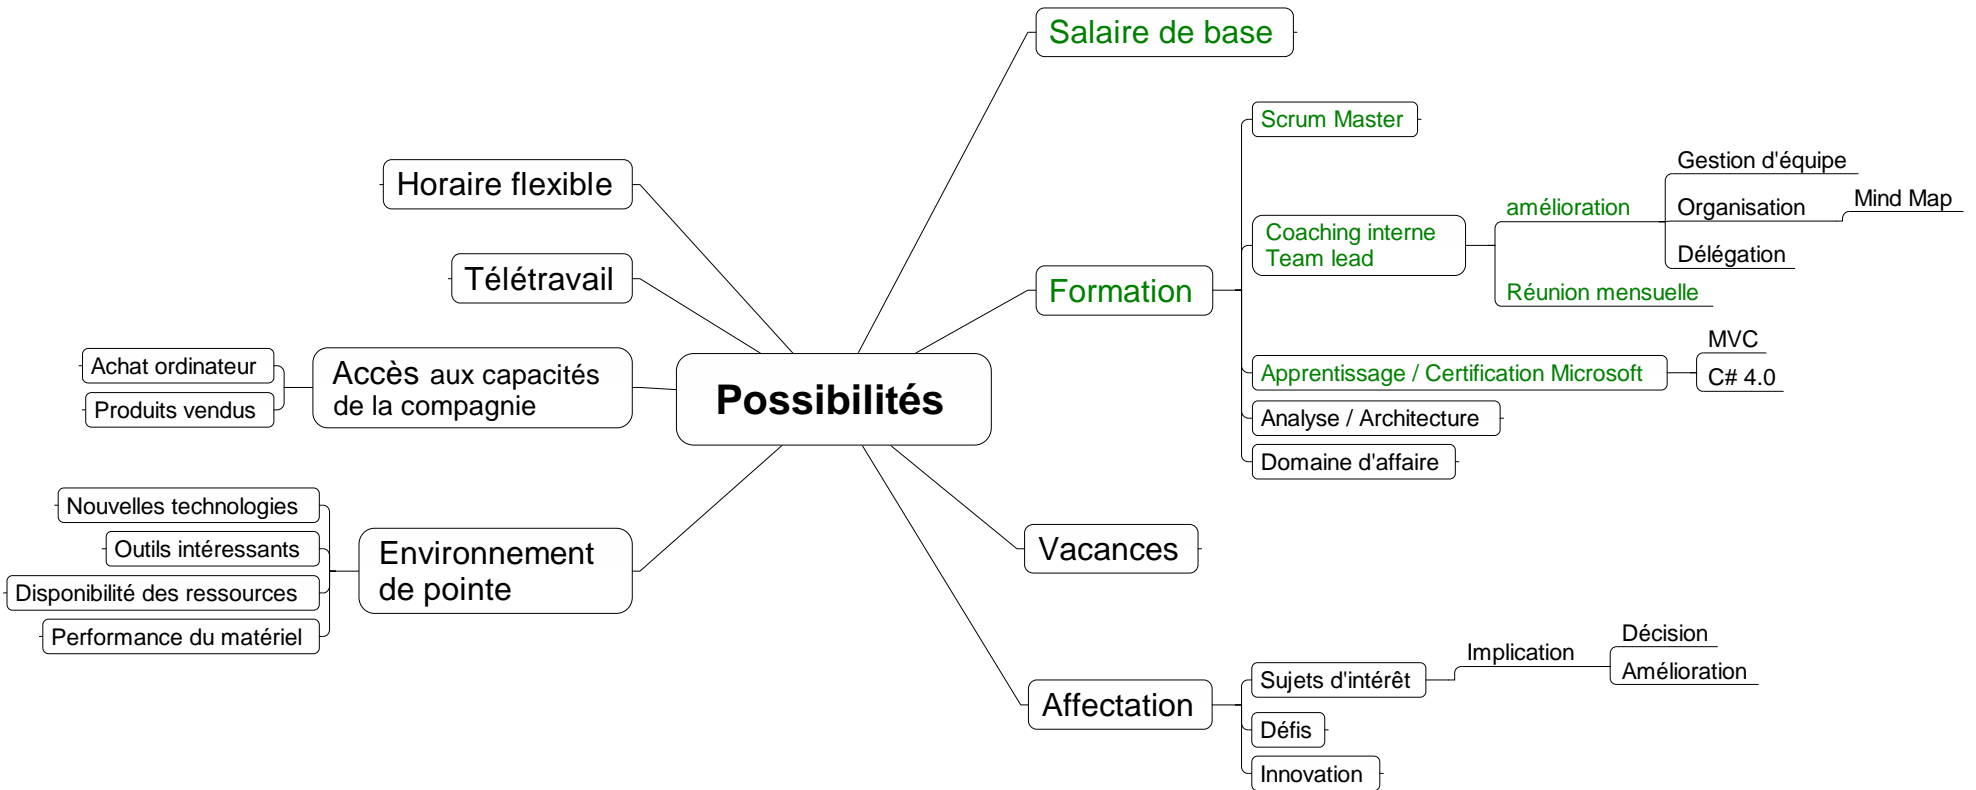 Possibilités
Salaire de base
Formation
Scrum Master
Coaching interne
Team lead
amélioration
Gestion d'équipe
Organisation
Mind Map
Délégation
Réunion mensuelle
Apprentissage / Certification Microsoft
MVC
C# 4.0
Analyse / Architecture
Domaine d'affaire
Vacances
Affectation
Sujets d'intérêt
Implication
Décision
Amélioration
Défis
Innovation
Horaire flexible
Télétravail
Accès aux capacités
de la compagnie
Achat ordinateur
Produits vendus
Environnement
de pointe
Nouvelles technologies
Outils intéressants
Disponibilité des ressources
Performance du matériel